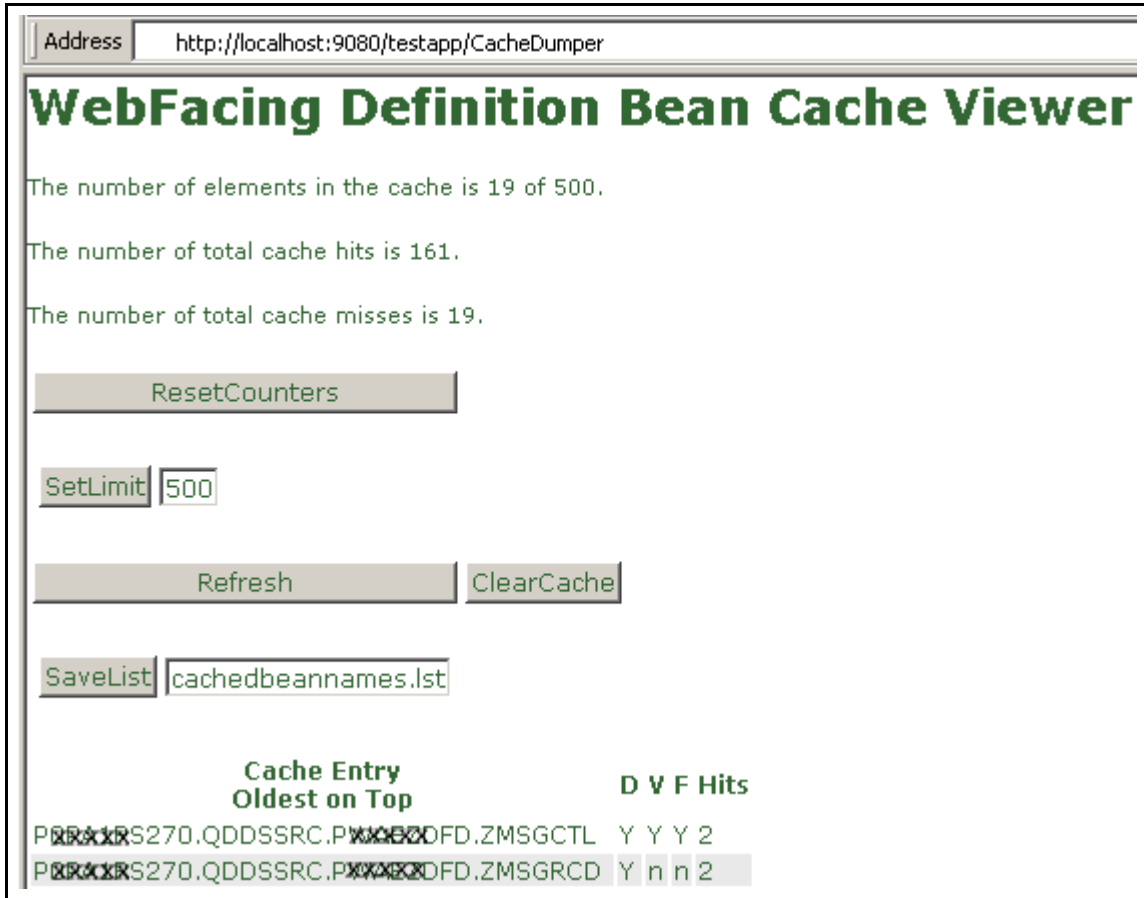 Address http://localhost:9080/testapp/CacheDumper
WebFacing Definition Bean Cache Viewer
The number of elements in the cache is 19 of 500.
The number of total cache hits is 161.
The number of total cache misses is 19.
ResetCounters
SetLimit 500
Refresh ClearCache
SaveList cachedbeannames.lst
Cache Entry
Oldest on Top
D V F Hits
Y Y Y 2
Y n n 2